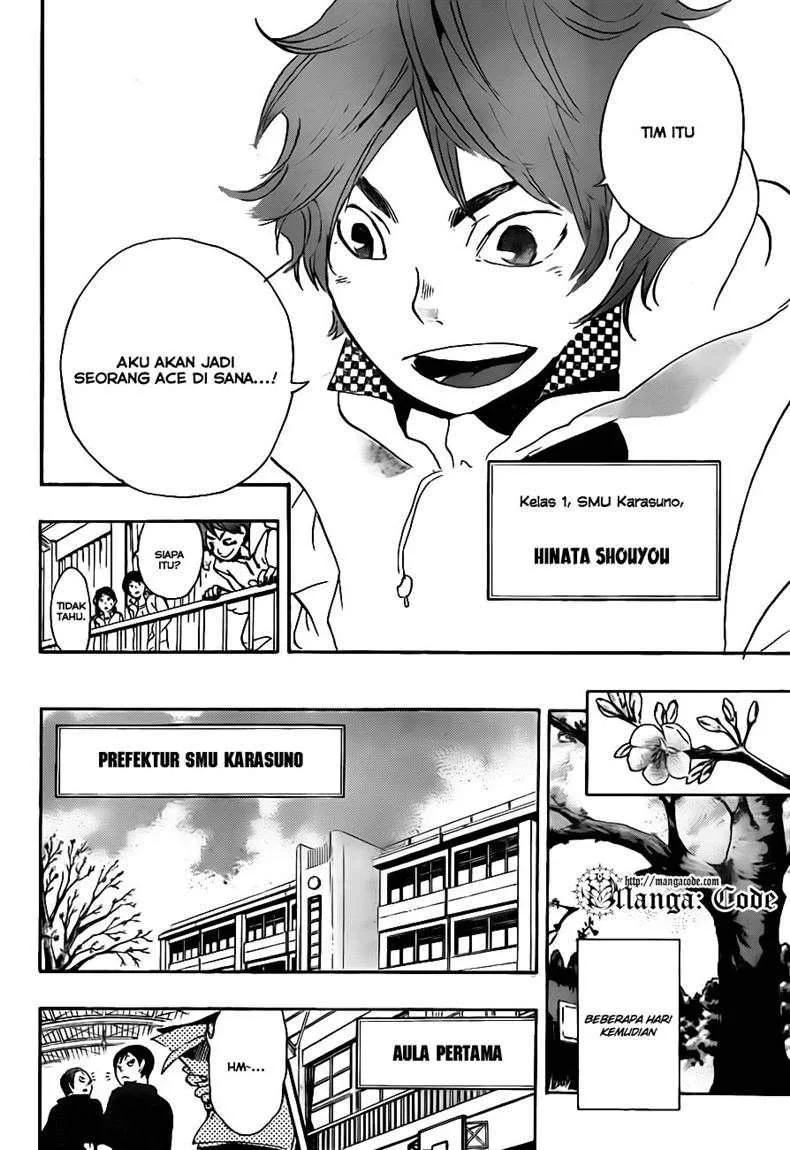 TIM ITU
AKU AKAN JADI
SEORANG ACE DI SANA...!
Kelas 1, SMU Karasuno,
HINATA SHOUYOU
SIAPA
ITU?
TIDAK
TAHU.
http://mangacode.com
Manga: Code
BEBERAPA HARI
KEMUDIAN
PREFEKTUR SMU KARASUNO
AULA PERTAMA
HM~...